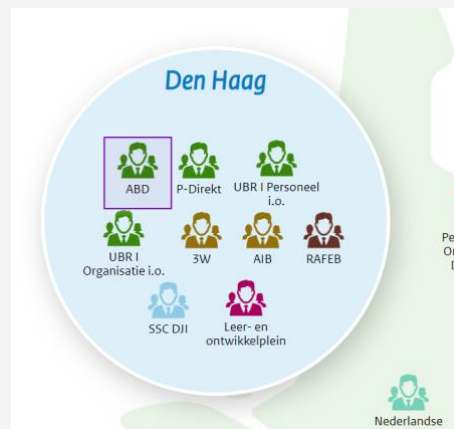 Den Haag
ABD
P-Direkt
UBR I Personeel
i.o.
UBR I
Organisatie i.o.
3W
AIB
RAFEB
SSC DJI
Leer- en
ontwikkelplein
Nederlandse